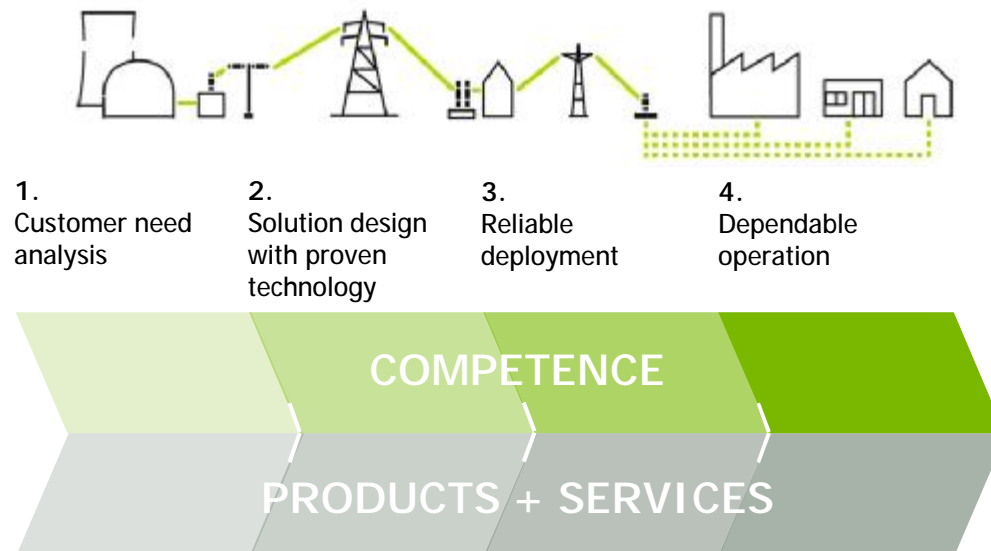 1.
Customer need
analysis
2.
Solution design
with proven
technology
3.
Reliable
deployment
4.
Dependable
operation
COMPETENCE
PRODUCTS + SERVICES